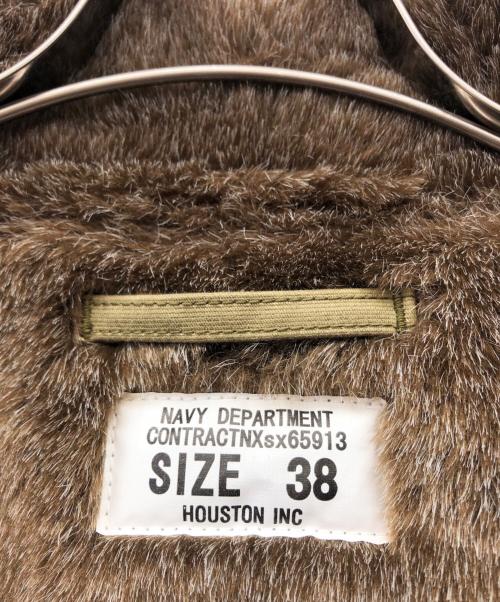 NAVY DEPARTMENT
CONTRACTNXsx65913
SIZE 38
HOUSTON INC